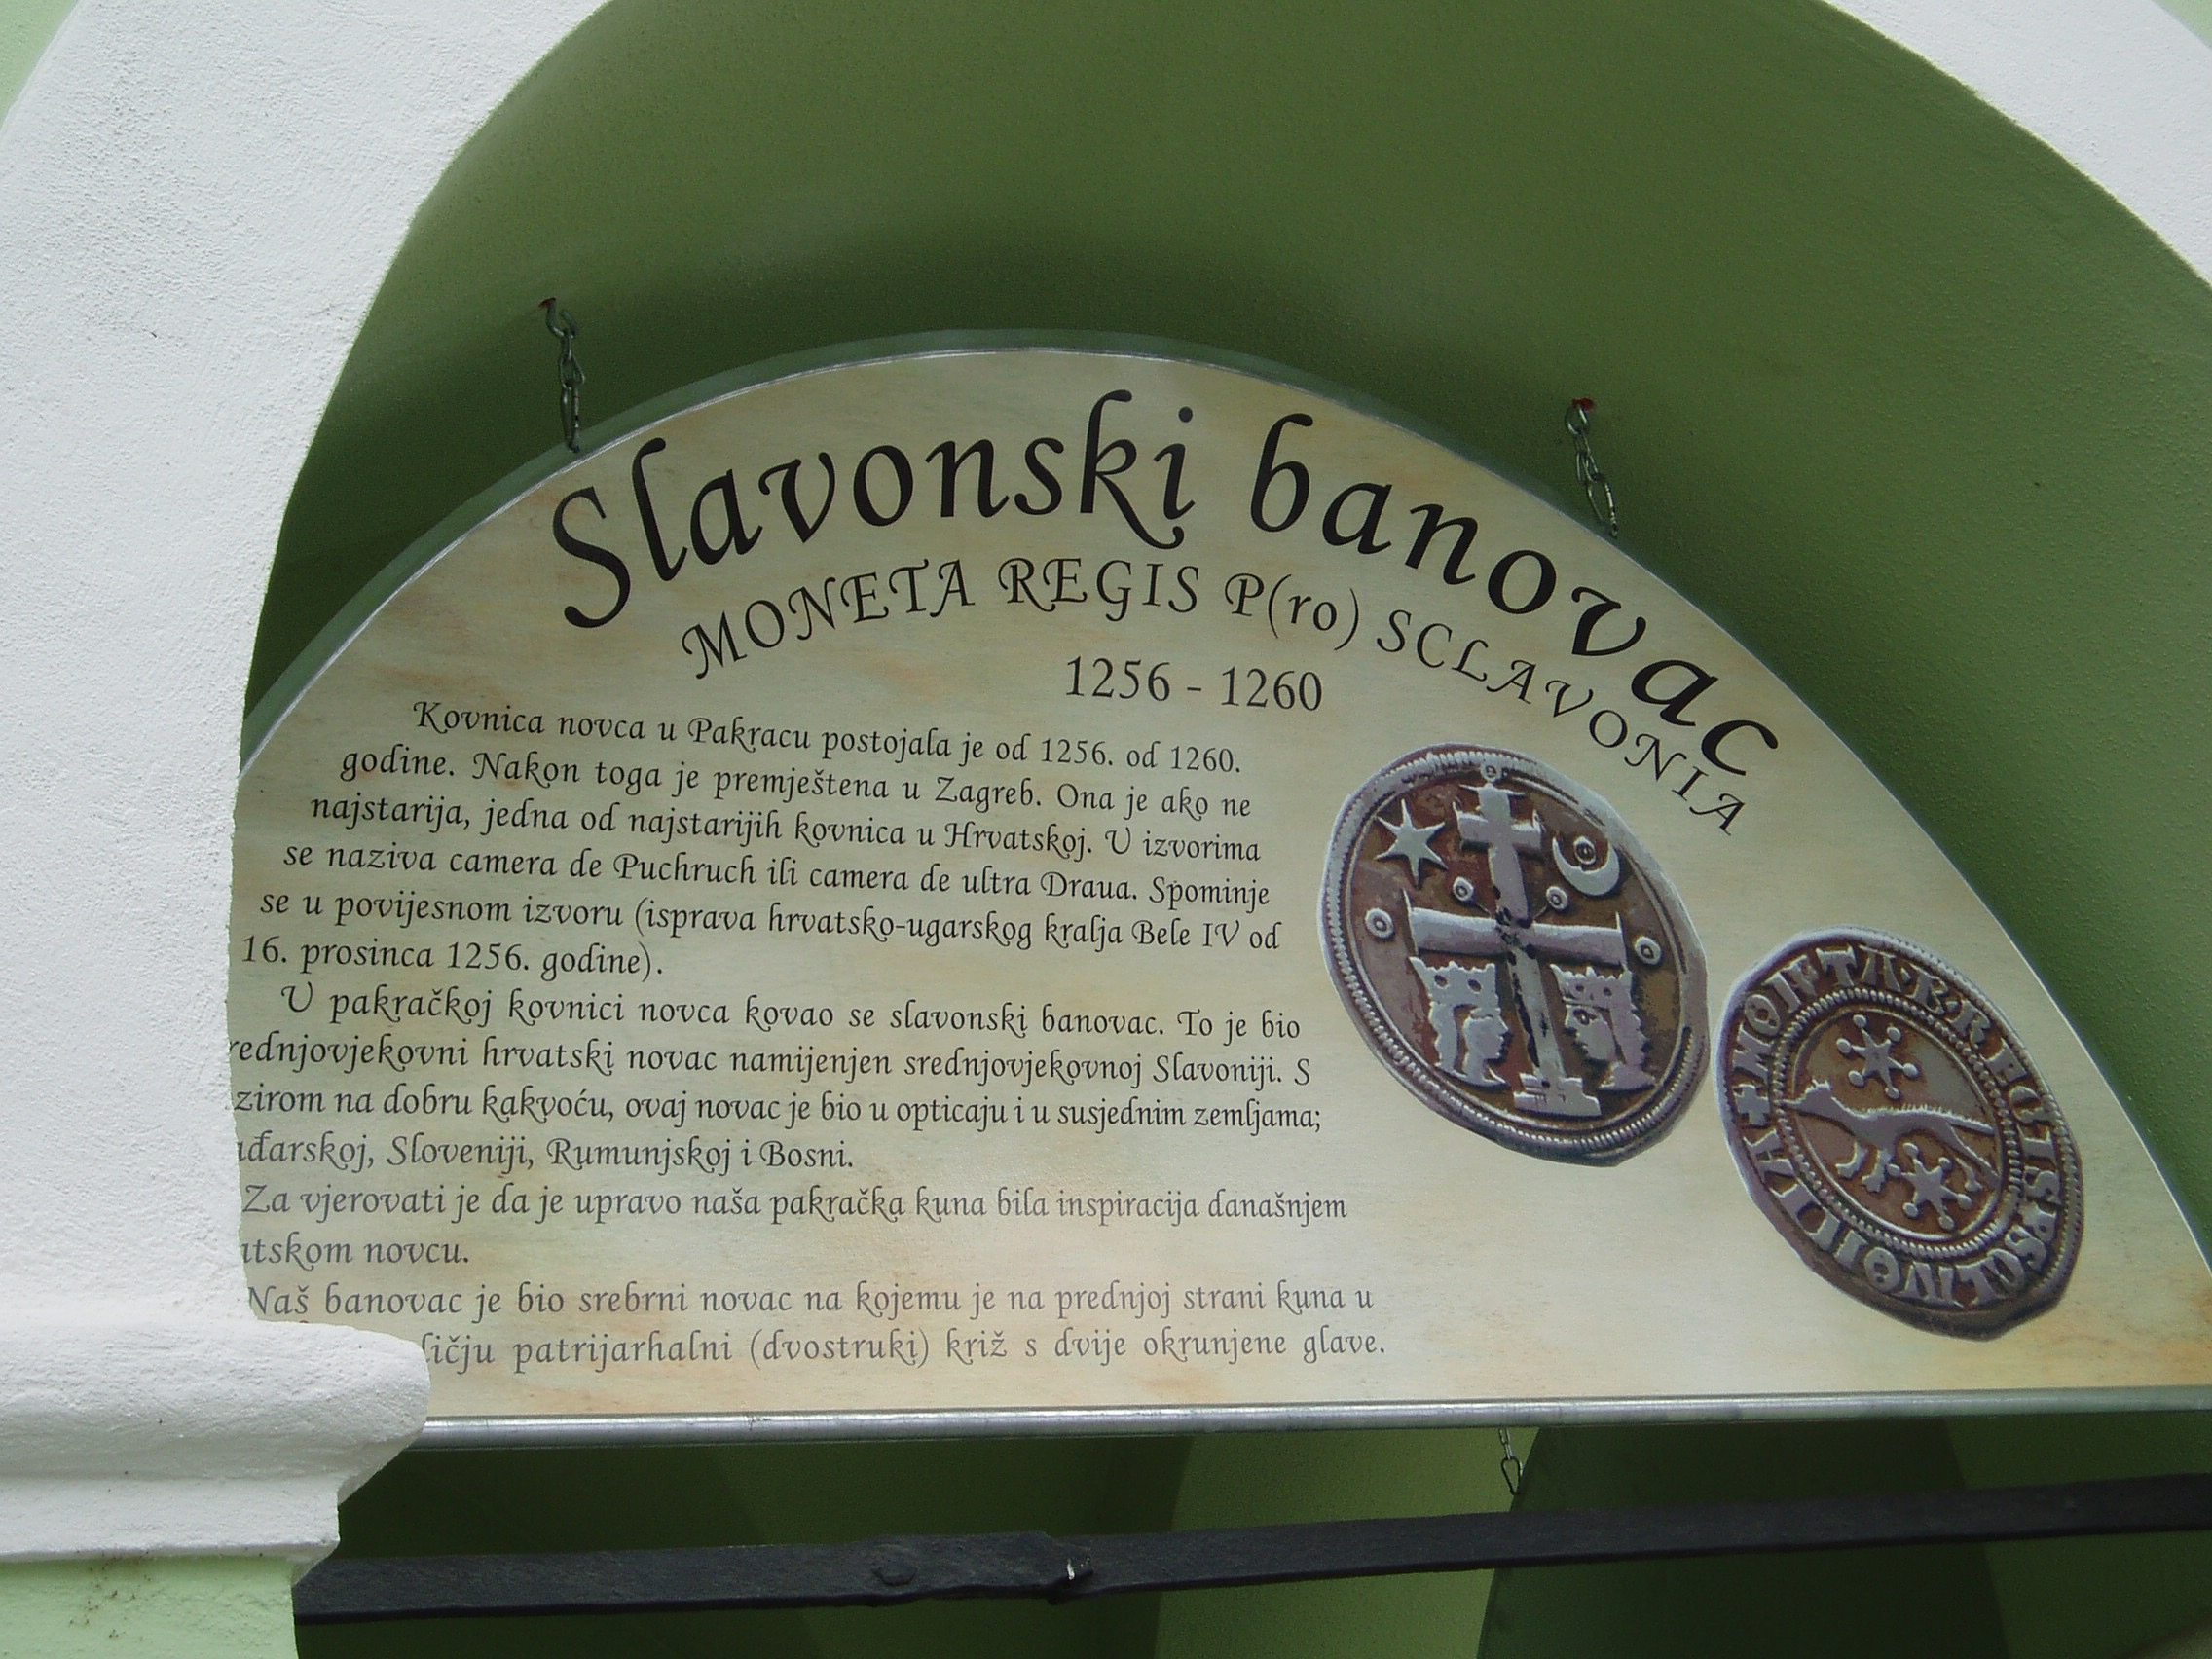 Slavonski banovac
MONETA REGIS P(ro) SCLAVONIA
1256 - 1260
Kovnica novca u Pakracu postojala je od 1256. od 1260.
godine. Nakon toga je premještena u Zagreb. Ona je ako ne
najstarija, jedna od najstarijih kovnica u Hrvatskoj. U izvorima
se naziva camera de Puchruch ili camera de ultra Draua. Spominje
se u povijesnom izvoru (isprava hrvatsko-ugarskog kralja Bele IV od
16. prosinca 1256. godine).
U pakračkoj kovnici novca kovao se slavonski banovac. To je bio
rednjovjekovni hrvatski novac namijenjen srednjovjekovnoj Slavoniji. S
zirom na dobru kakvoću, ovaj novac je bio u opticaju i u susjednim zemljama;
ađarskoj, Sloveniji, Rumunjskoj i Bosni.
Za vjerovati je da je upravo naša pakračka kuna bila inspiracija današnjem
atskom novcu.
Naš banovac je bio srebrni novac na kojemu je na prednjoj strani kuna u
ličju patrijarhalni (dvostruki) križ s dvije okrunjene glave.